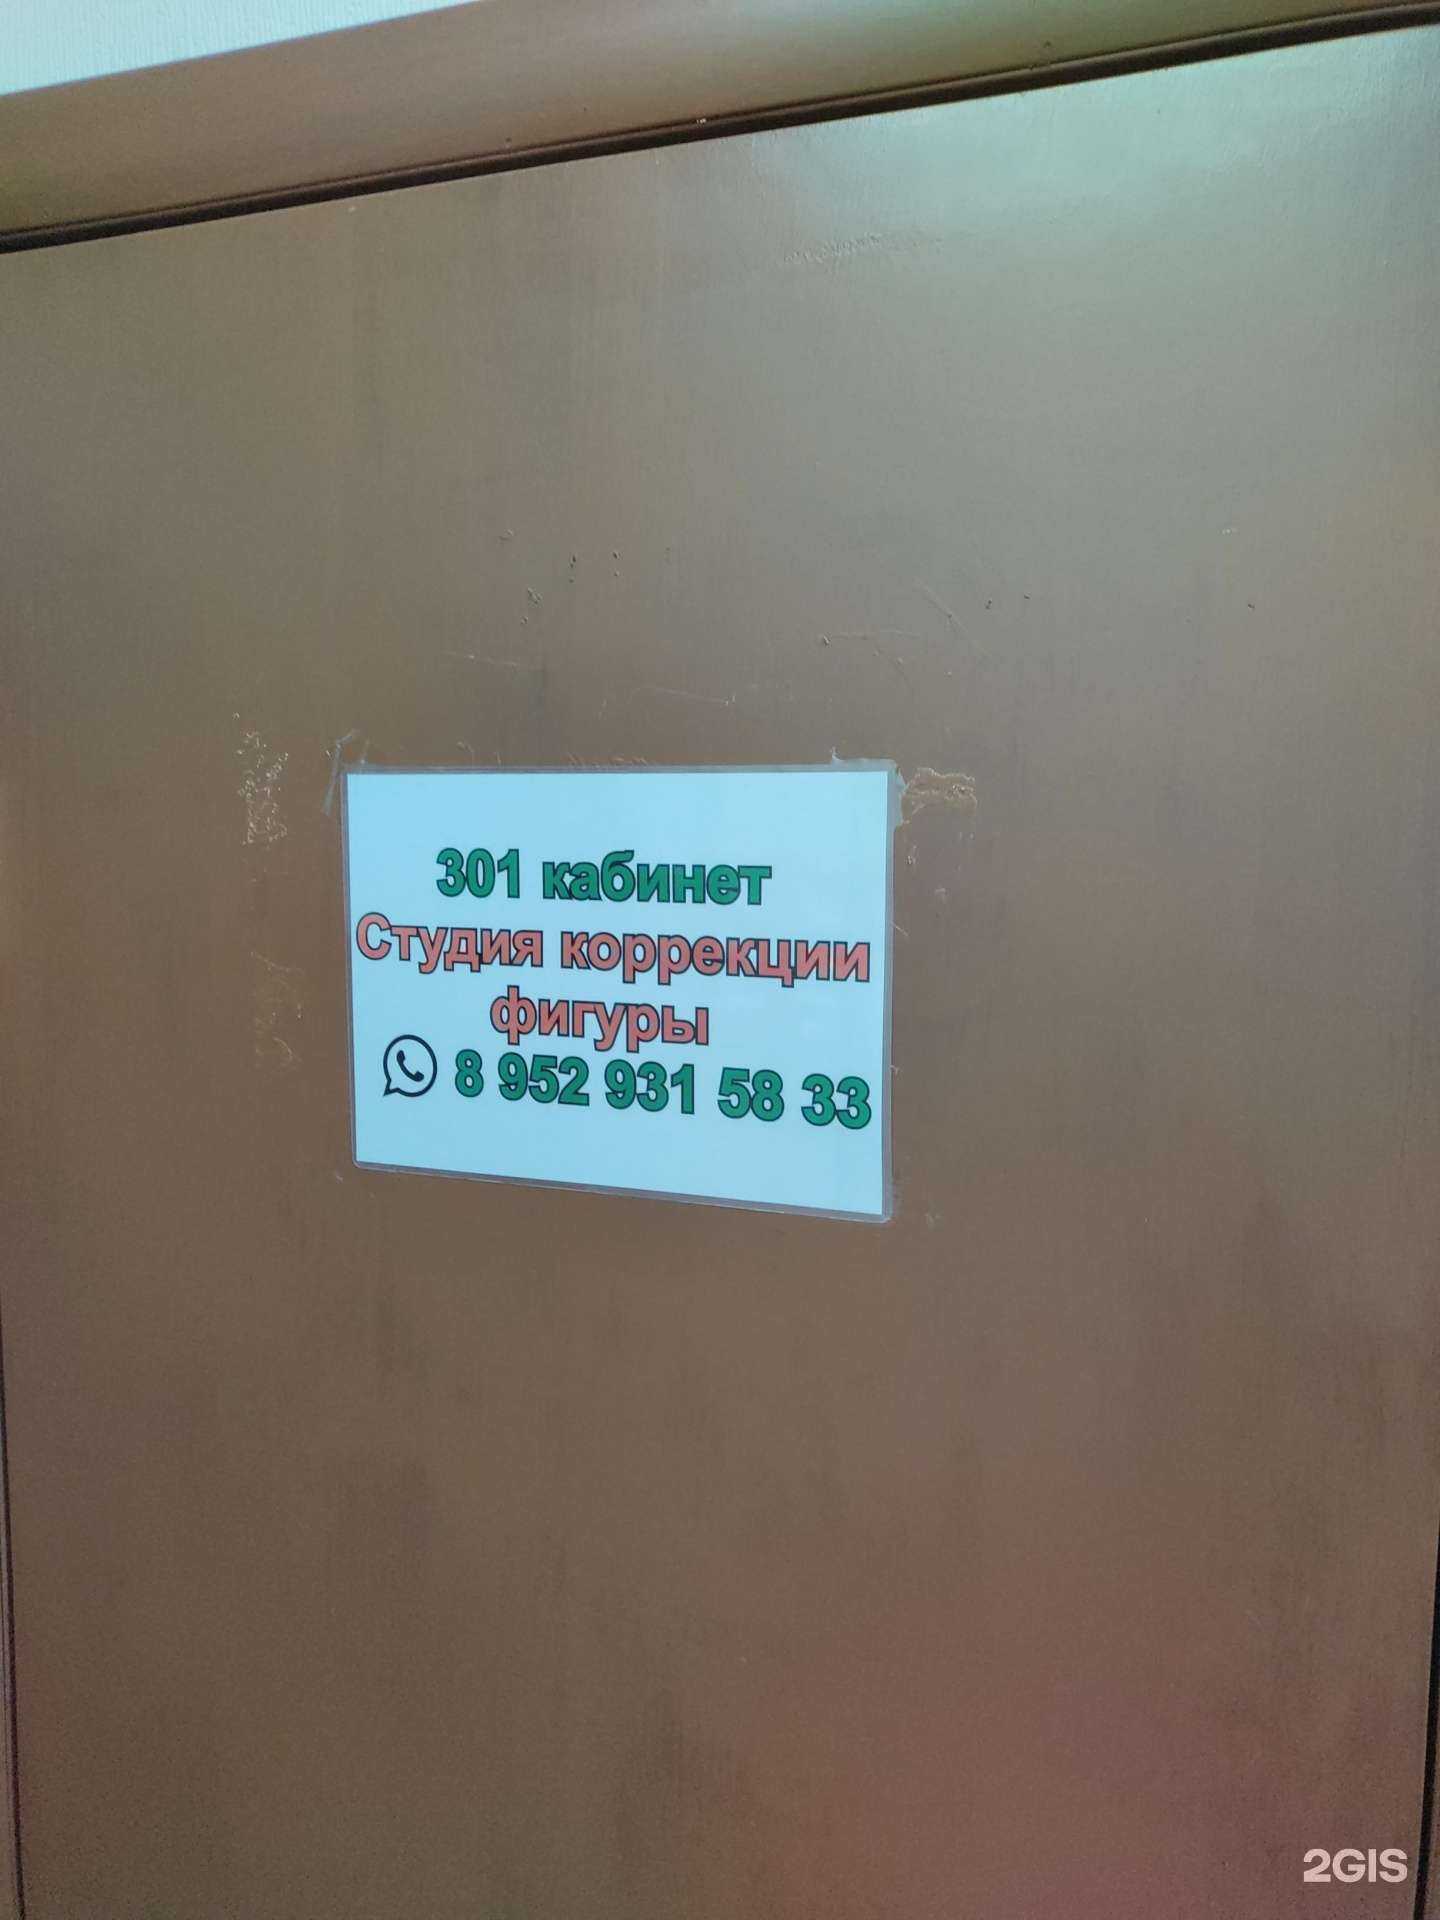 301 кабинет
Студия коррекции
фигуры
8 952 931 58 33
2GIS